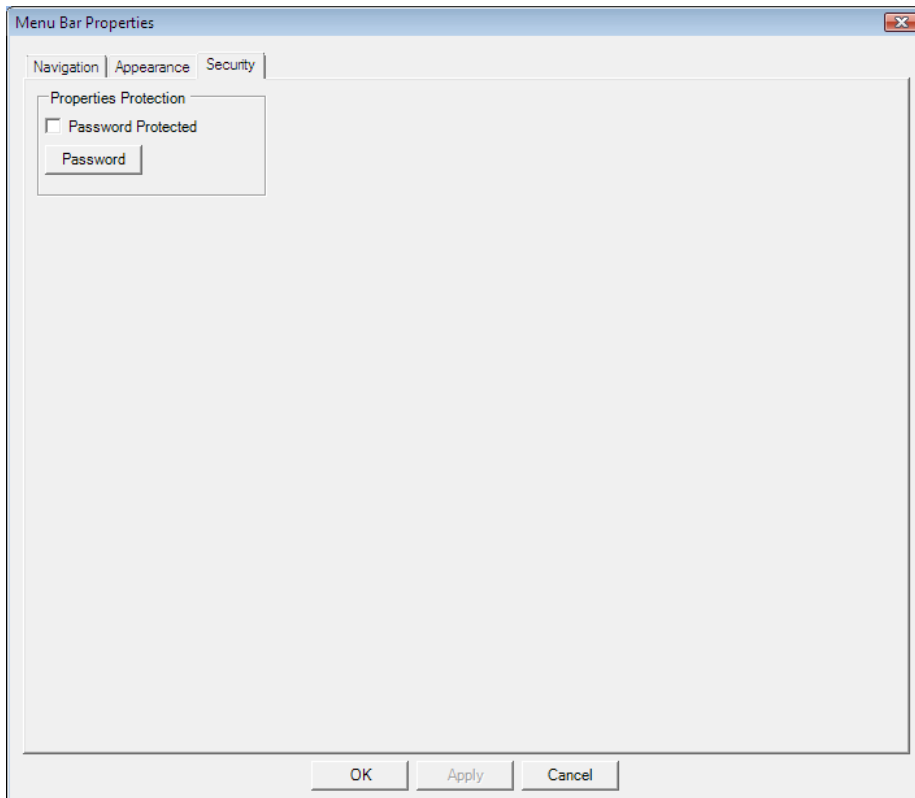 Menu Bar Properties
Navigation Appearance Security
Properties Protection
Password Protected
Password
OK Apply Cancel